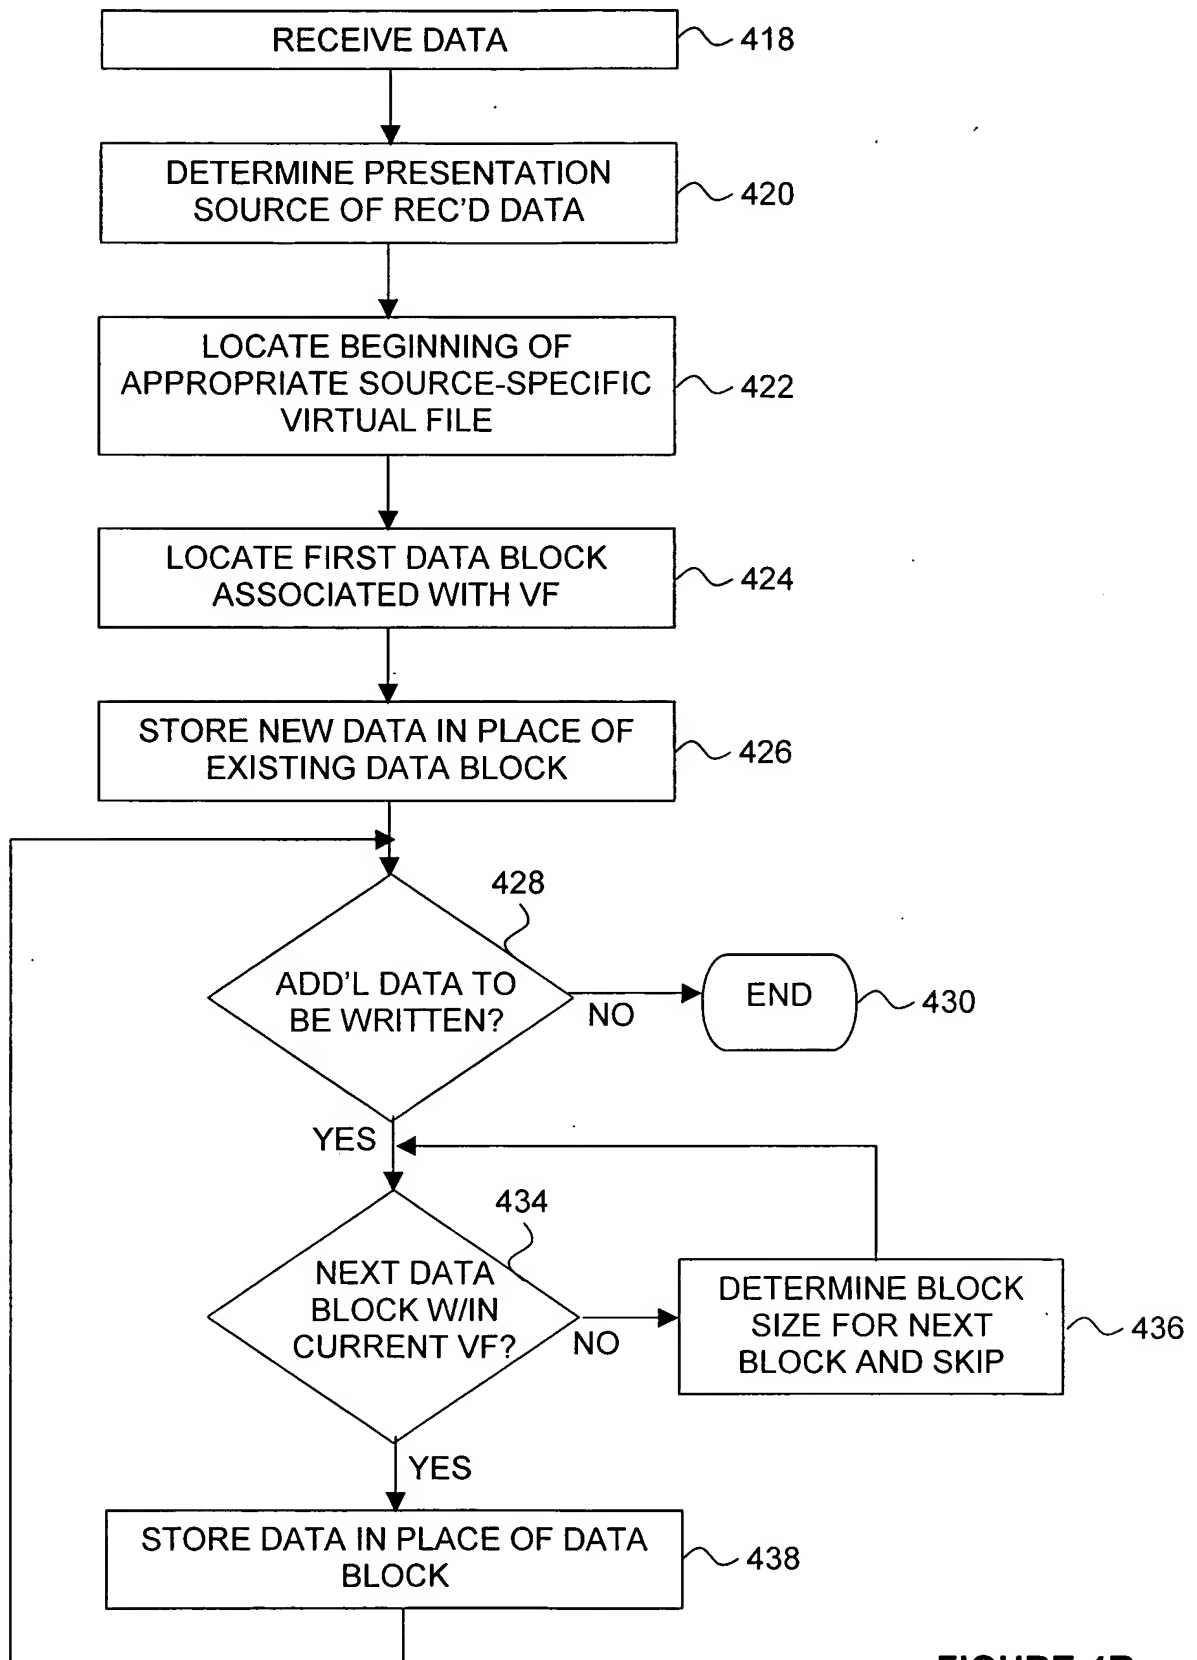 RECEIVE DATA
418
DETERMINE PRESENTATION
SOURCE OF REC'D DATA
420
LOCATE BEGINNING OF
APPROPRIATE SOURCE-SPECIFIC
VIRTUAL FILE
422
LOCATE FIRST DATA BLOCK
ASSOCIATED WITH VF
424
STORE NEW DATA IN PLACE OF
EXISTING DATA BLOCK
426
428
ADD'L DATA TO
BE WRITTEN?
NO
END
430
YES
434
NEXT DATA
BLOCK W/IN
CURRENT VF?
NO
DETERMINE BLOCK
SIZE FOR NEXT
BLOCK AND SKIP
436
YES
STORE DATA IN PLACE OF DATA
BLOCK
438